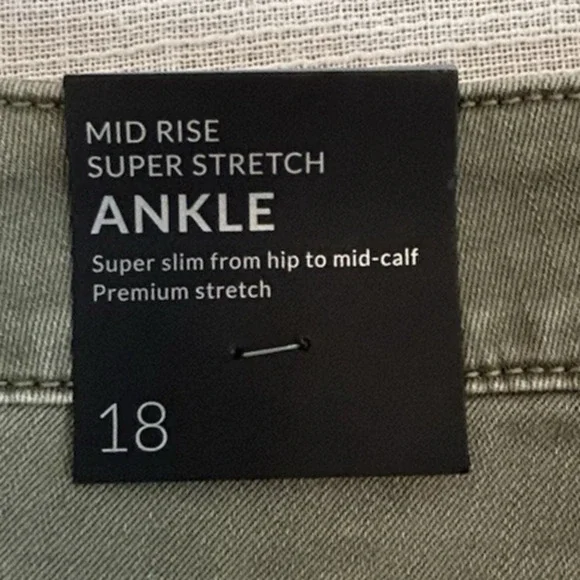 MID RISE
SUPER STRETCH
ANKLE
Super slim from hip to mid-calf
Premium stretch
18